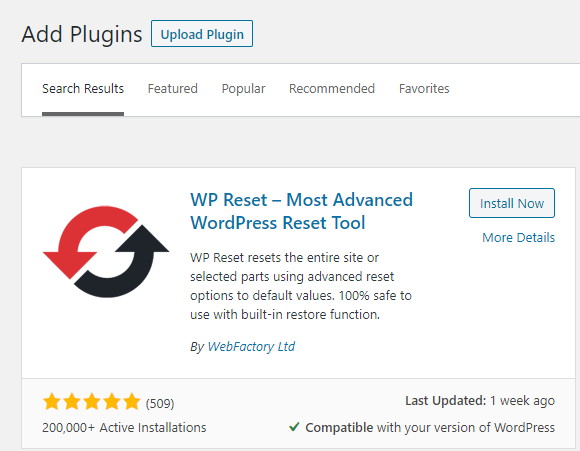 Add Plugins Upload Plugin
Search Results Featured Popular Recommended Favorites
WP Reset – Most Advanced
WordPress Reset Tool
Install Now
More Details
WP Reset resets the entire site or
selected parts using advanced reset
options to default values. 100% safe to
use with built-in restore function.
By WebFactory Ltd
(509)
200,000+ Active Installations
Last Updated: 1 week ago
Compatible with your version of WordPress